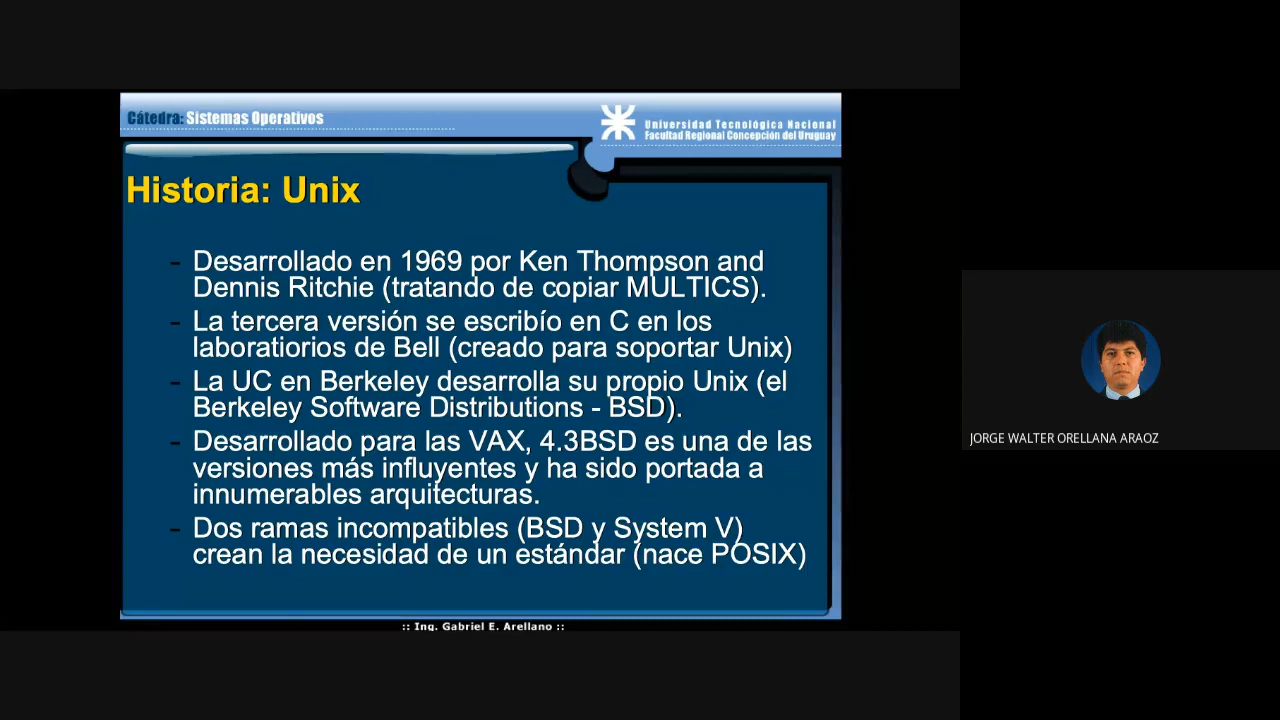 Cátedra: Sistemas Operativos
Universidad Tecnológica Nacional
Facultad Regional Concepción del Uruguay
Historia: Unix
- Desarrollado en 1969 por Ken Thompson and
Dennis Ritchie (tratando de copiar MULTICS).
- La tercera versión se escribío en C en los
laboratiorios de Bell (creado para soportar Unix)
- La UC en Berkeley desarrolla su propio Unix (el
Berkeley Software Distributions - BSD).
- Desarrollado para las VAX, 4.3BSD es una de las
versiones más influyentes y ha sido portada a
innumerables arquitecturas.
- Dos ramas incompatibles (BSD y System V)
crean la necesidad de un estándar (nace POSIX)
:: Ing. Gabriel E. Arellano ::
JORGE WALTER ORELLANA ARAOZ